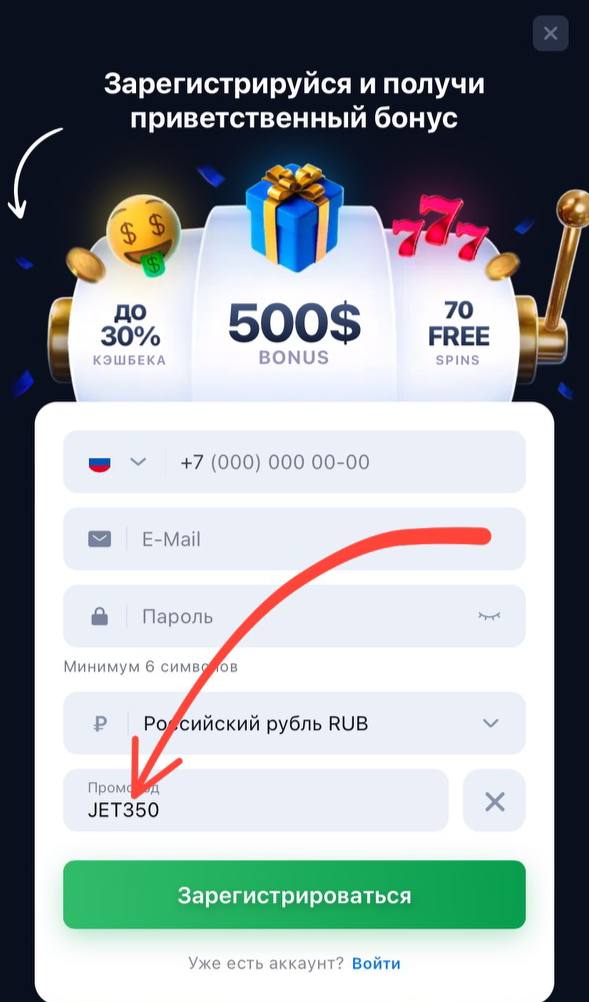 Зарегистрируйся и получи
приветственный бонус
777
до
30%
КЭШБЕКА
500$
BONUS
70
FREE
SPINS
+7 (000) 000 00-00
E-Mail
Пароль
Минимум 6 символов
₽ Российский рубль RUB
Промокод
JET350
Зарегистрироваться
Уже есть аккаунт? Войти